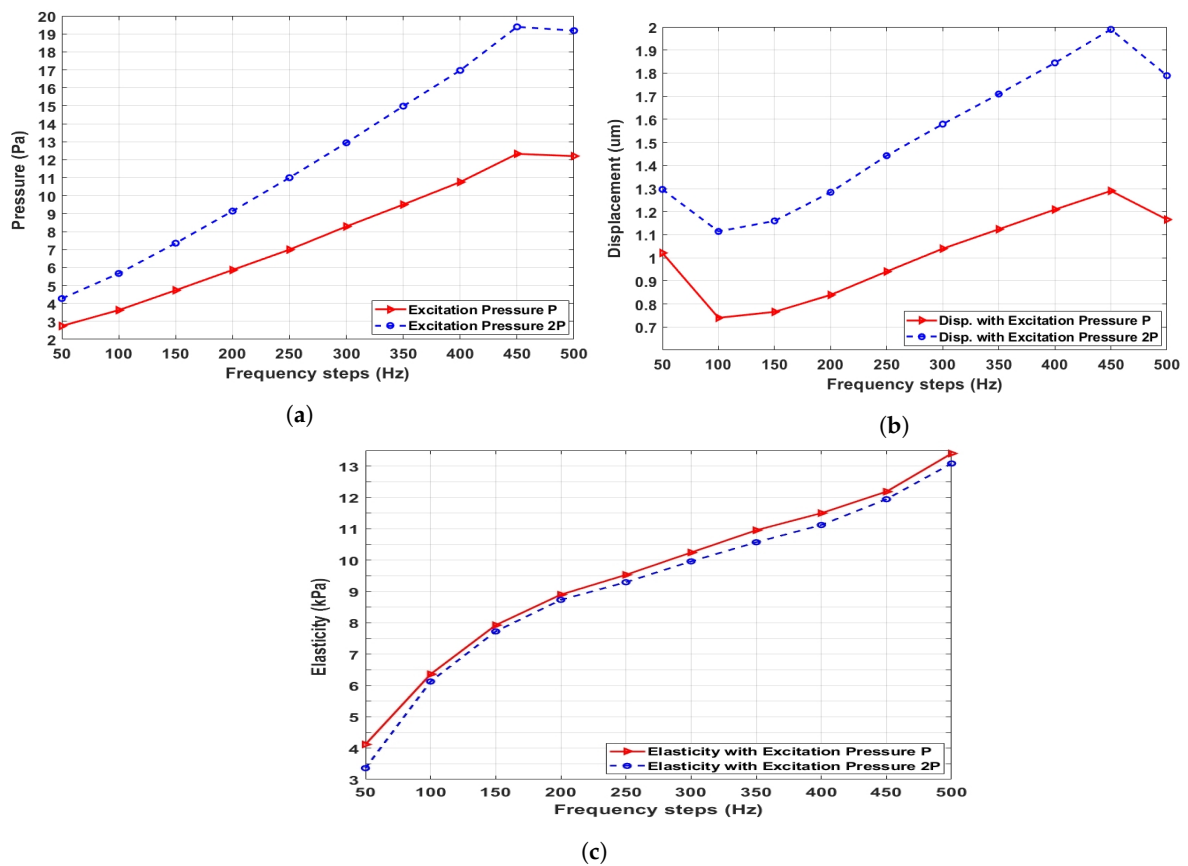 20
19
18
17
16
15
14
13
12
11
10
9
8
7
6
5
4
3
2
Pressure (Pa)
50 100 150 200 250 300 350 400 450 500
Frequency steps (Hz)
Excitation Pressure P
Excitation Pressure 2P
(a)
2
1.9
1.8
1.7
1.6
1.5
1.4
1.3
1.2
1.1
1
0.9
0.8
0.7
Displacement (um)
50 100 150 200 250 300 350 400 450 500
Frequency steps (Hz)
Disp. with Excitation Pressure P
Disp. with Excitation Pressure 2P
(b)
13
12
11
10
9
8
7
6
5
4
3
Elasticity (kPa)
50 100 150 200 250 300 350 400 450 500
Frequency steps (Hz)
Elasticity with Excitation Pressure P
Elasticity with Excitation Pressure 2P
(c)